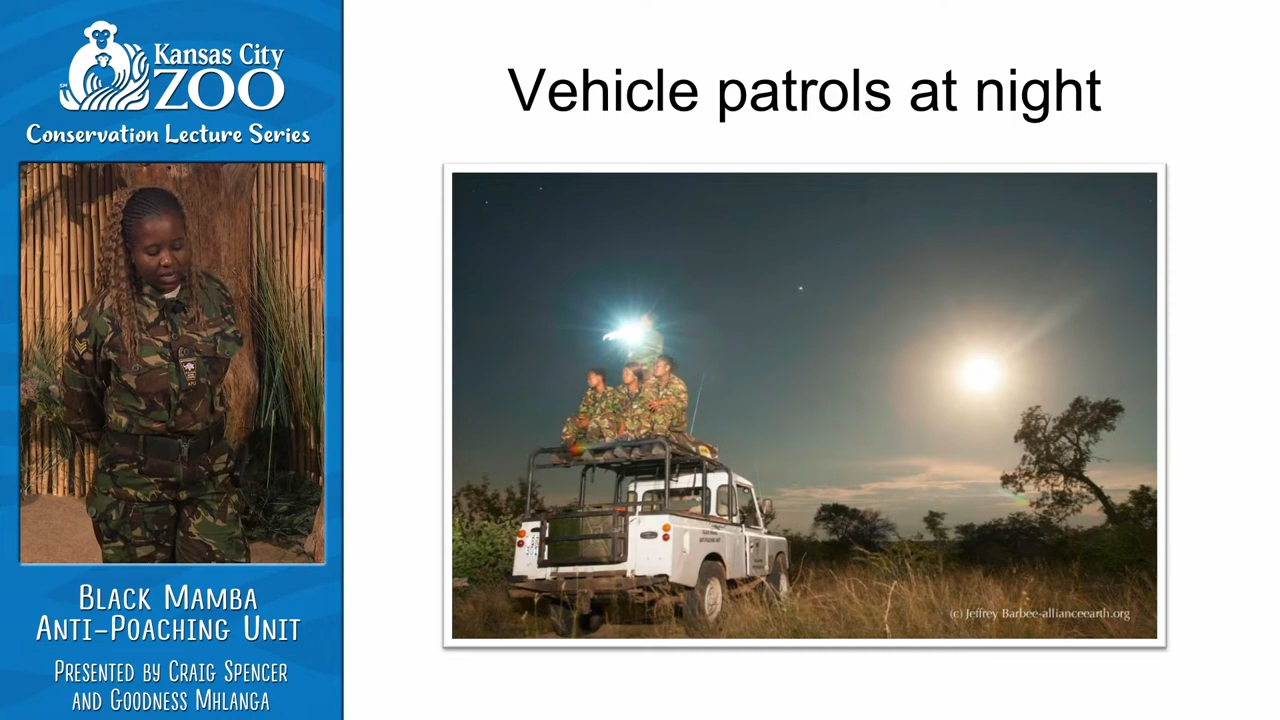 Kansas City
ZOO
Conservation Lecture Series
BLACK MAMBA
ANTI-POACHING UNIT
PRESENTED BY CRAIG SPENCER
AND GOODNESS MHLANGA
Vehicle patrols at night
(c) Jeffrey Barbee-allianceearth.org